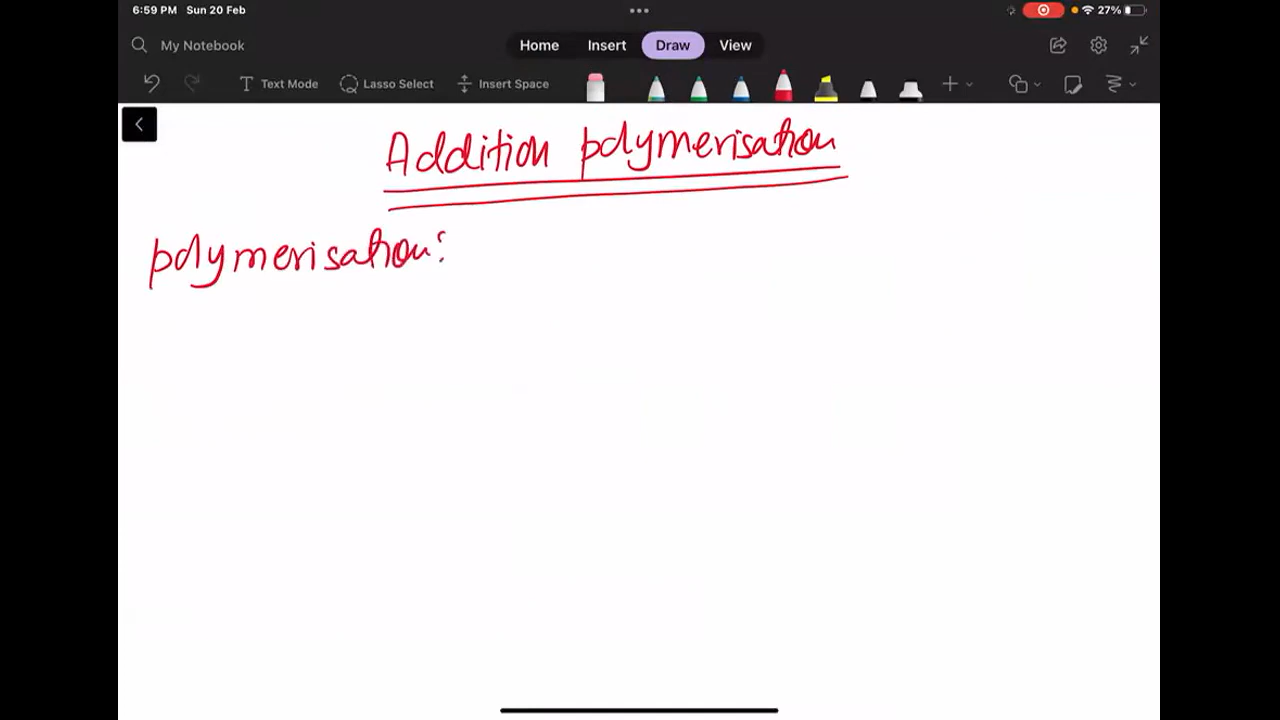 6:59 PM Sun 20 Feb
27%
My Notebook
Home Insert Draw View
Text Mode Lasso Select Insert Space
Addition polymerisation
polymerisation: